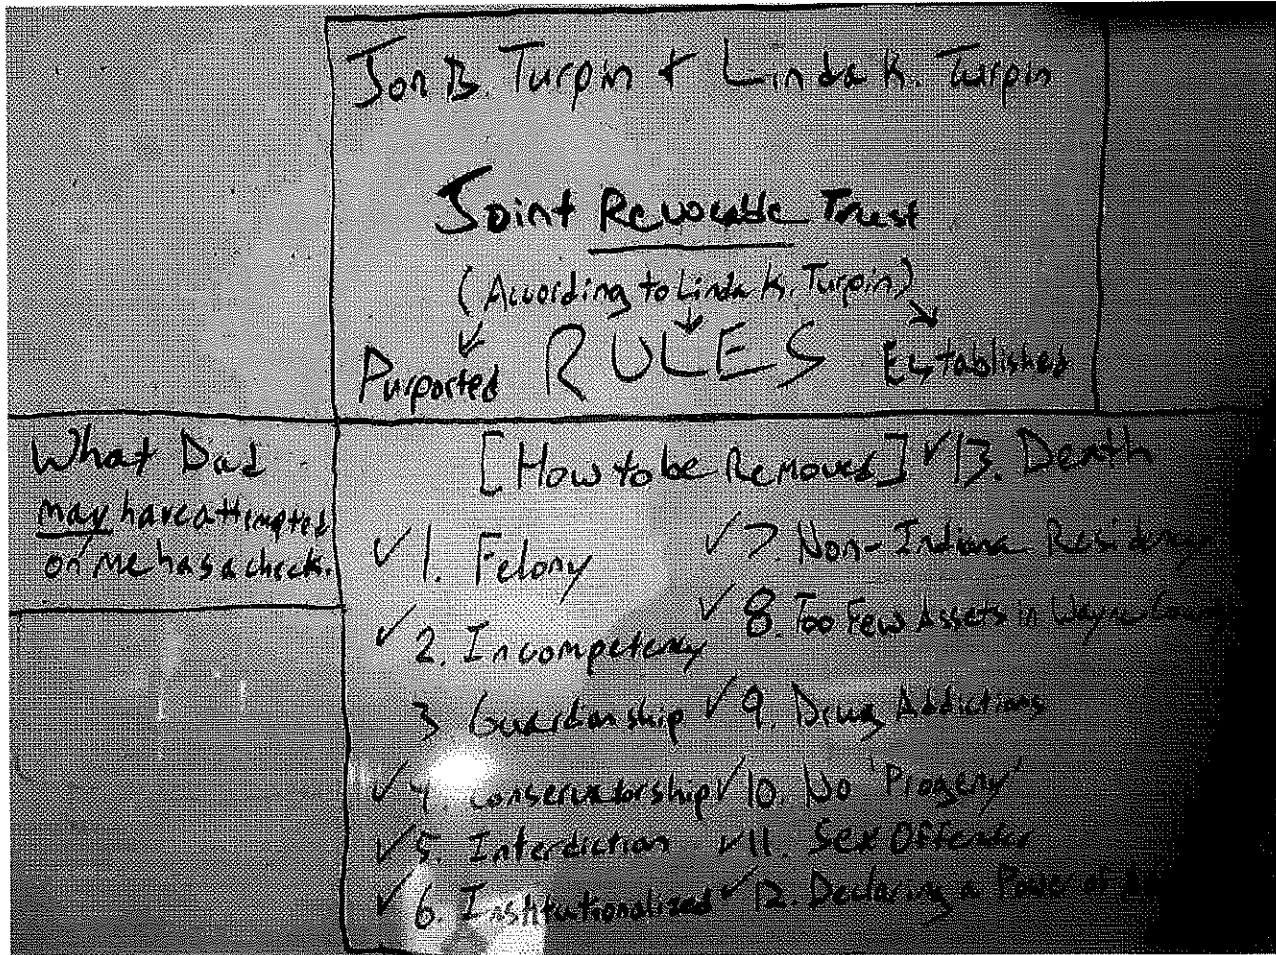 Jon B. Turpin + Linda K. Turpin
Joint Revocable Trust
(According to Linda K. Turpin)
Purported RULES Established
What Dad
may have attempted
on me has a check.
[How to be Removed] ✓13. Death
✓ 1. Felony
✓ 2. Incompetency
3 Guardianship
✓ 4. Conservatorship
✓ 5. Interdiction
✓ 6. Institutionalized
✓ 7 Non-Indiana Residency
✓ 8. Too Few Assets in Wayne
✓ 9. Drug Addictions
✓ 10. No 'Progeny'
✓ 11. Sex Offender
✓ 12. Declaring a Power of